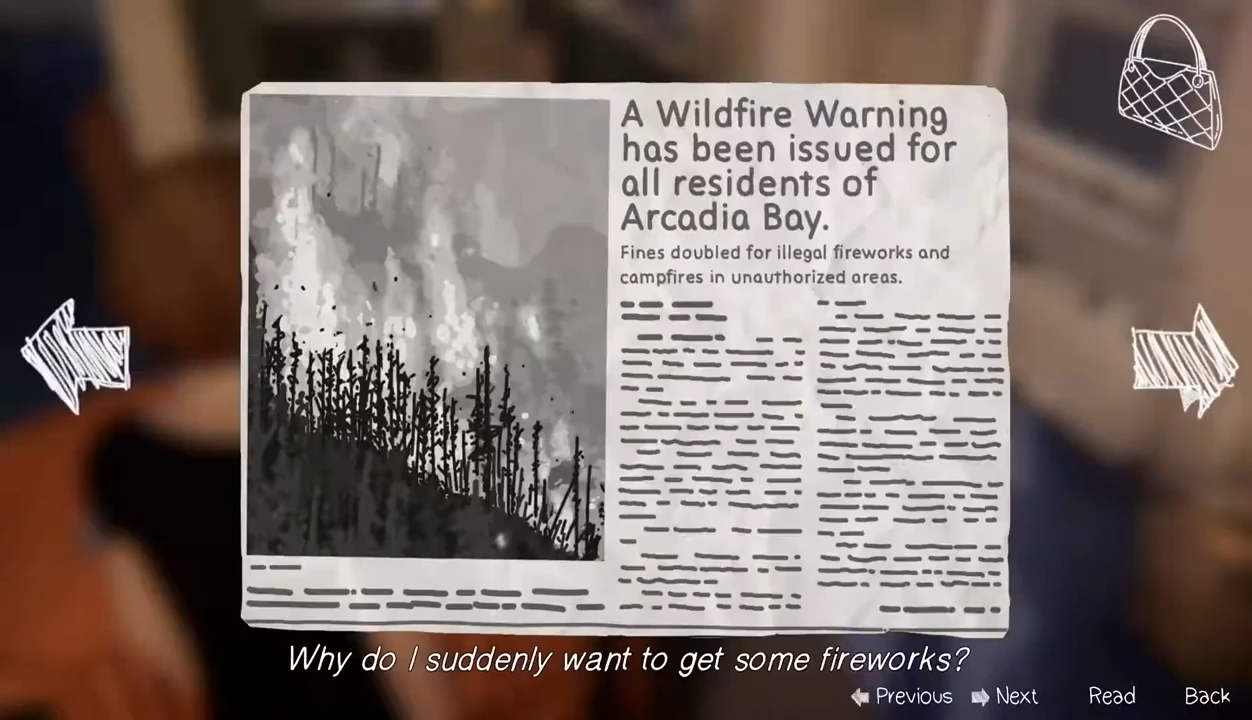 A Wildfire Warning
has been issued for
all residents of
Arcadia Bay.
Fines doubled for illegal fireworks and
campfires in unauthorized areas.
Why do I suddenly want to get some fireworks?
Previous Next Read Back